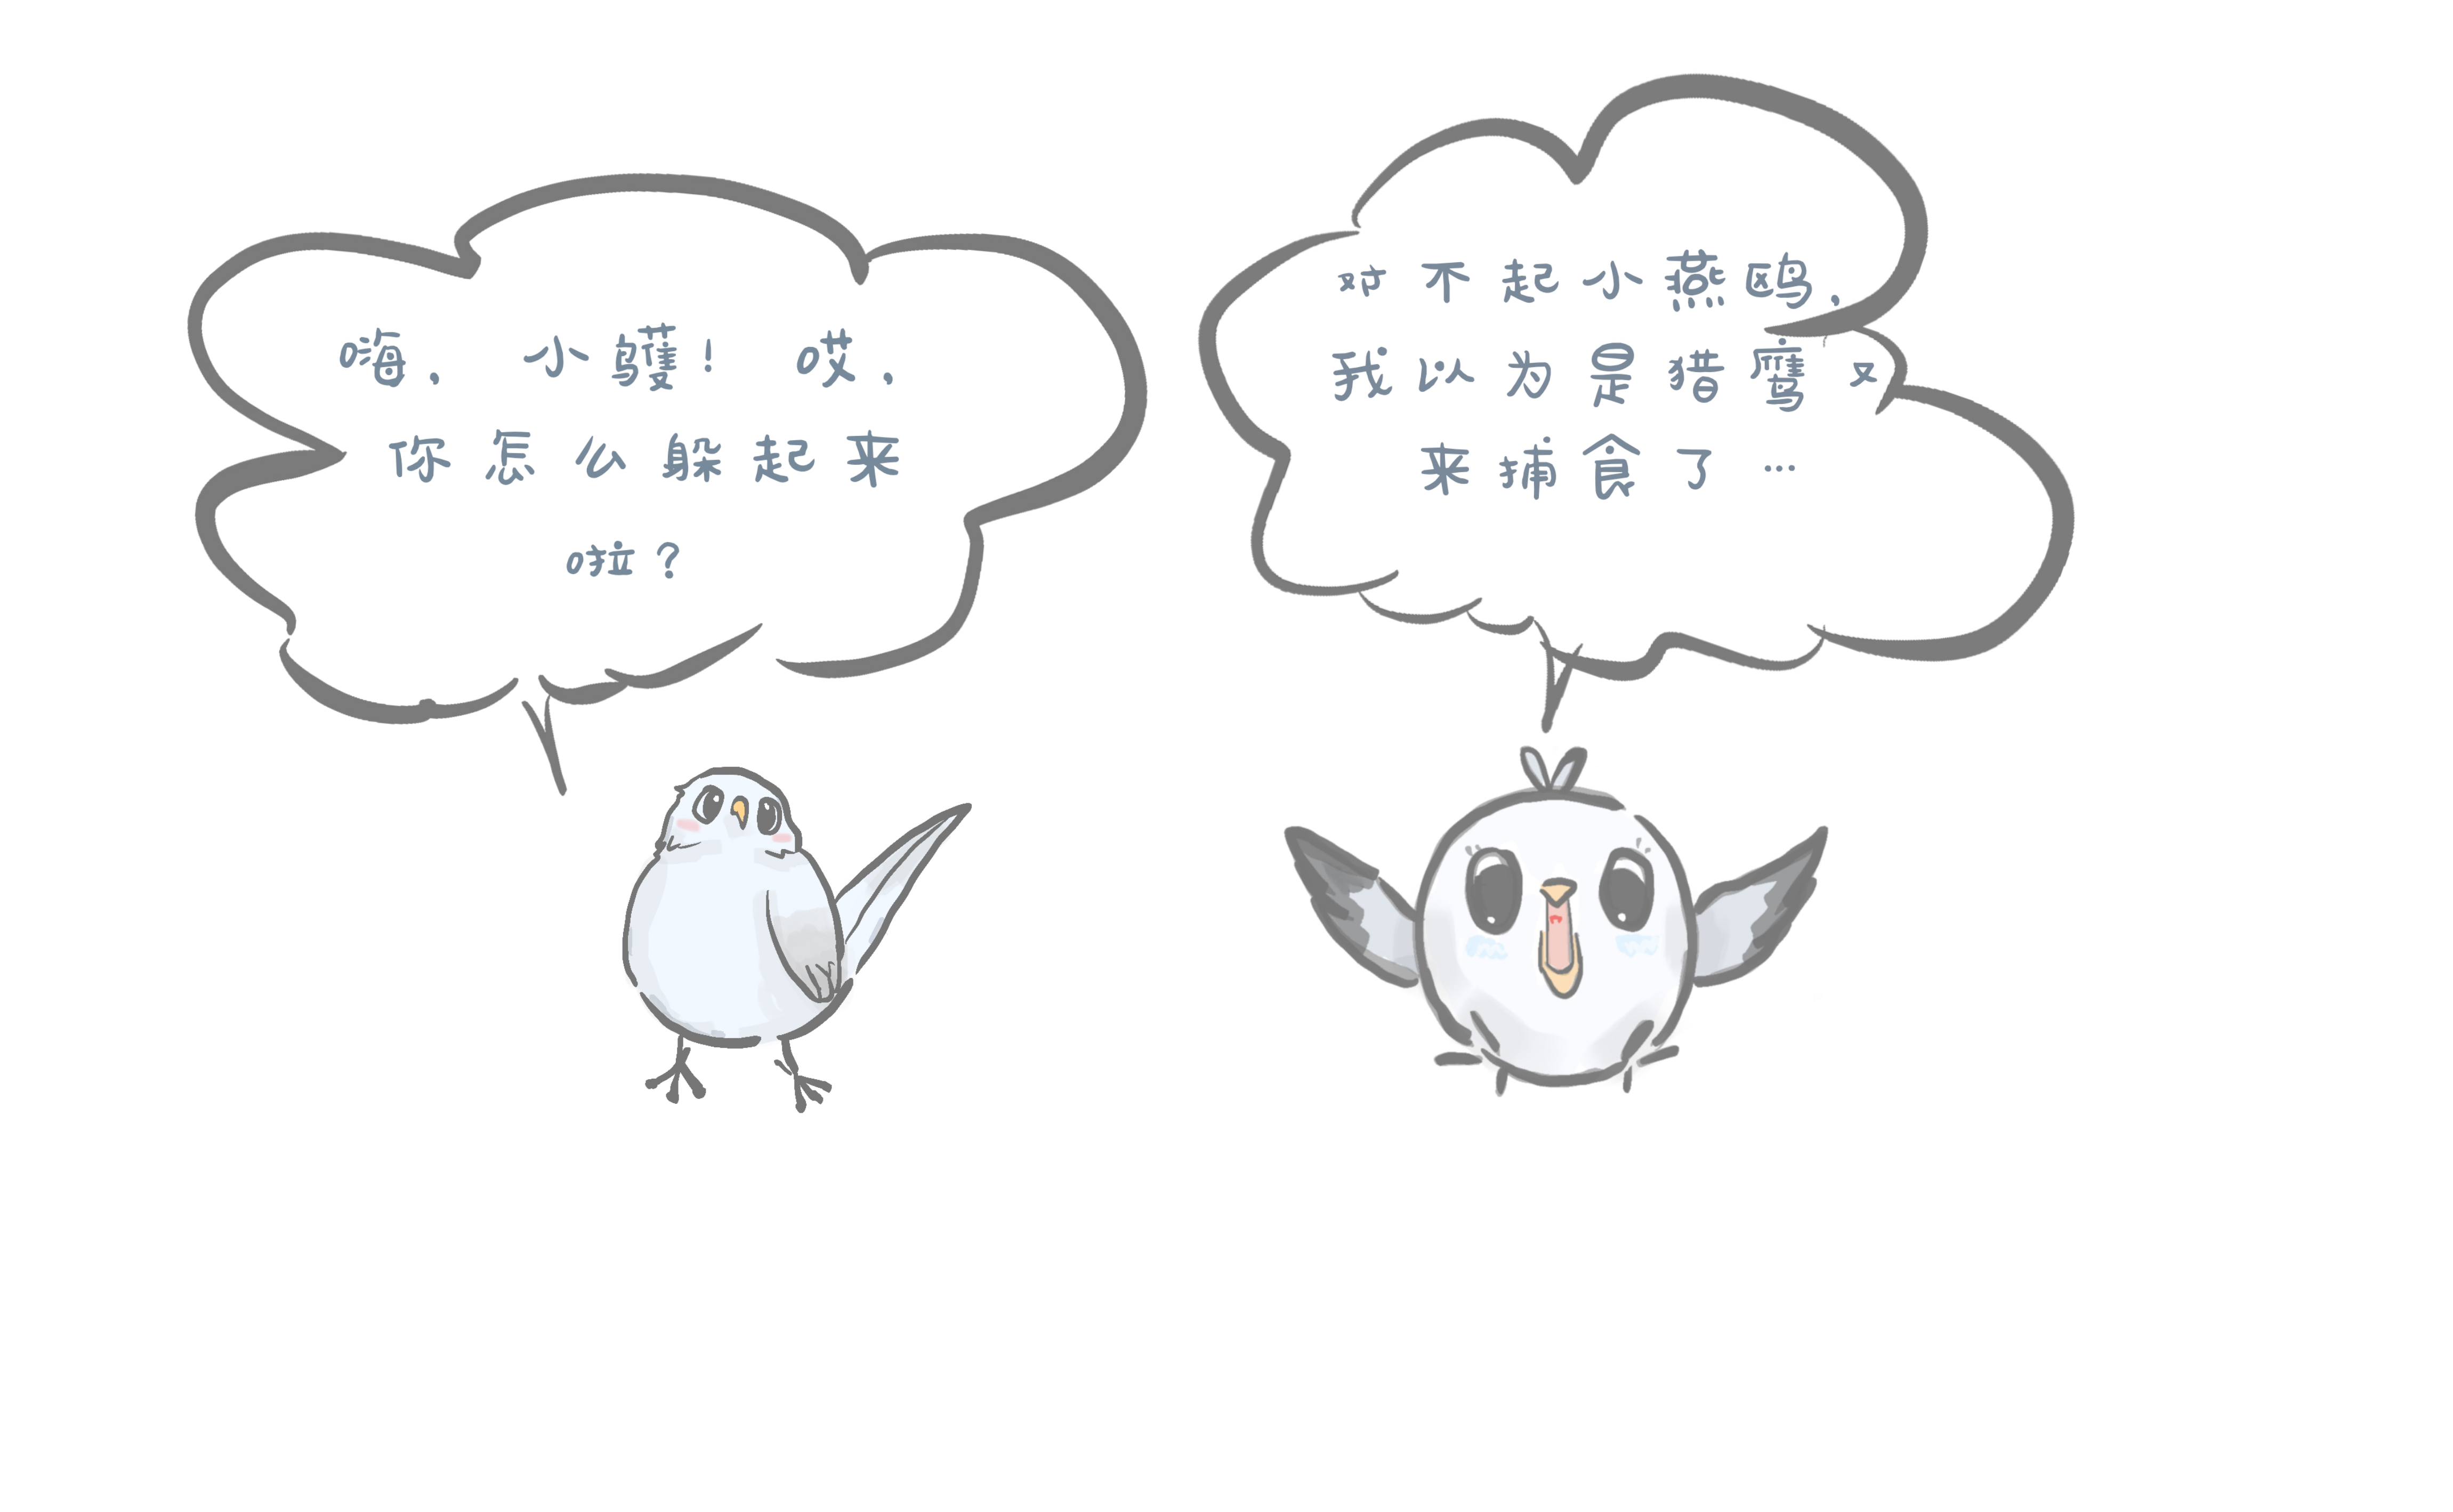 嗨， 小鹱！ 哎，
你怎么躲起来
啦？
对不起小燕鸥，
我以为是猎鹰又
来捕食了…